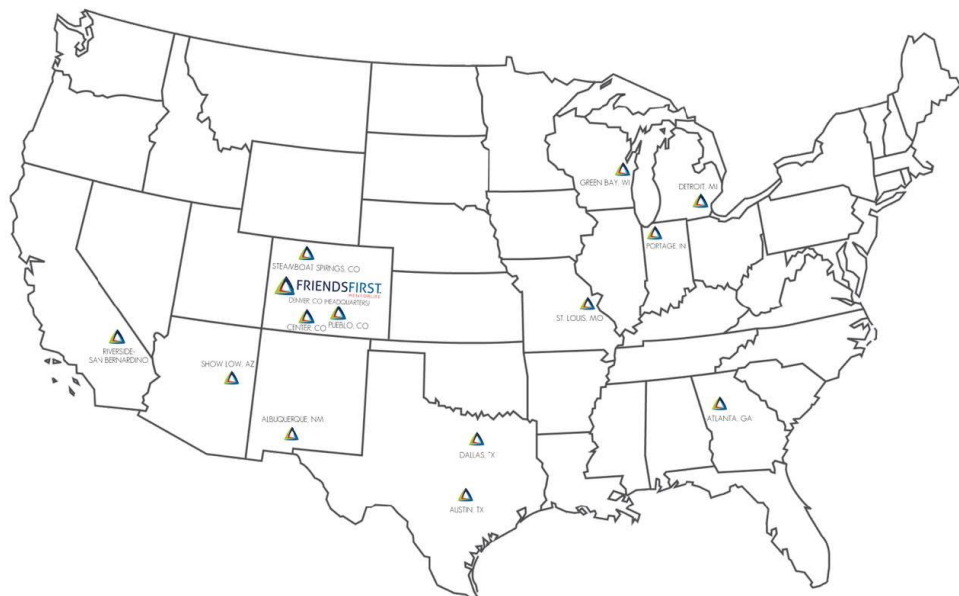 GREEN BAY, WI
DETROIT, MI
PORTAGE IN
STEAMBOAT SPRINGS, CO
FRIENDSFIRST
DENVER, CO (HEADQUARTERS)
CENTER, CO
PUEBLO, CO
ST. LOUIS, MO
RIVERSIDE-
SAN BERNARDINO
SHOW LOW, AZ
ALBUQUERQUE, NM
ATLANTA, GA
DALLAS, TX
AUSTIN, TX